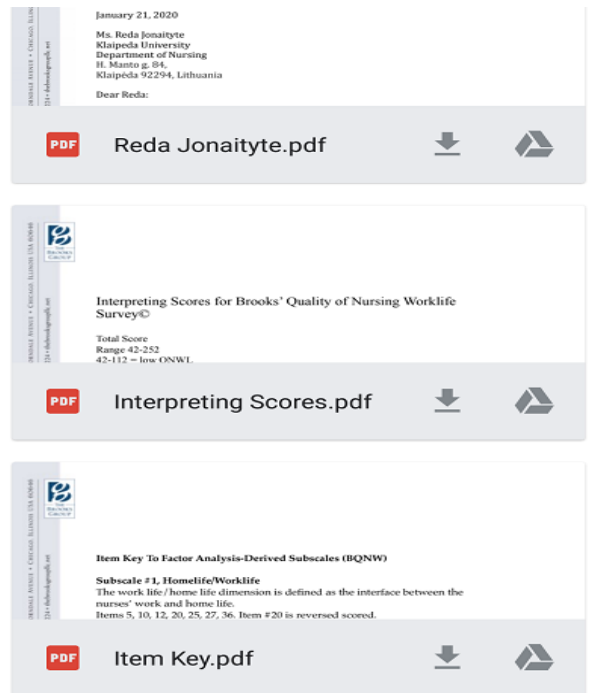 January 21, 2020
Ms. Reda Jonaityte
Klaipeda University
Department of Nursing
H. Manto g. 84,
Klaipėda 92294, Lithuania
Dear Reda:
PDF
Reda Jonaityte.pdf
Interpreting Scores for Brooks’ Quality of Nursing Worklife
Survey©
Total Score
Range 42-252
42-112 = low QNWL
PDF
Interpreting Scores.pdf
Item Key To Factor Analysis-Derived Subscales (BQNW)
Subscale #1, Homelife/Worklife
The work life/home life dimension is defined as the interface between the
nurses’ work and home life.
Items 5, 10, 12, 20, 25, 27, 36. Item #20 is reversed scored.
PDF
Item Key.pdf